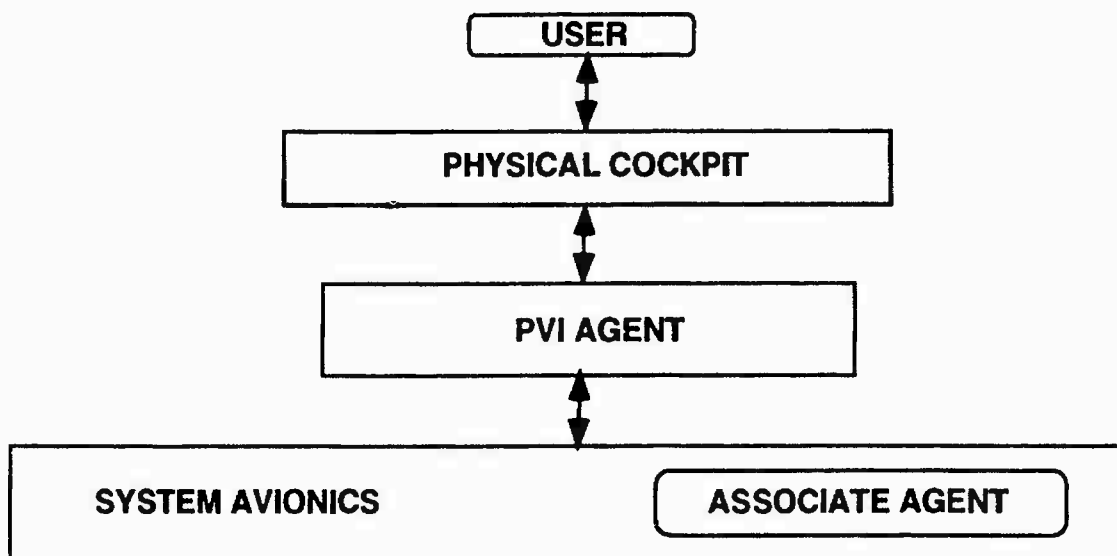 USER
PHYSICAL COCKPIT
PVI AGENT
SYSTEM AVIONICS
ASSOCIATE AGENT